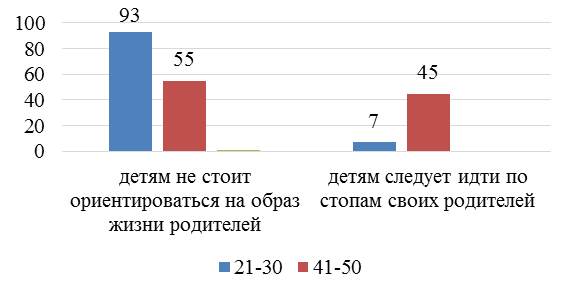 100
80
60
40
20
0
93
55
7
45
детям не стоит
ориентироваться на образ
жизни родителей
детям следует идти по
стопам своих родителей
21-30 41-50